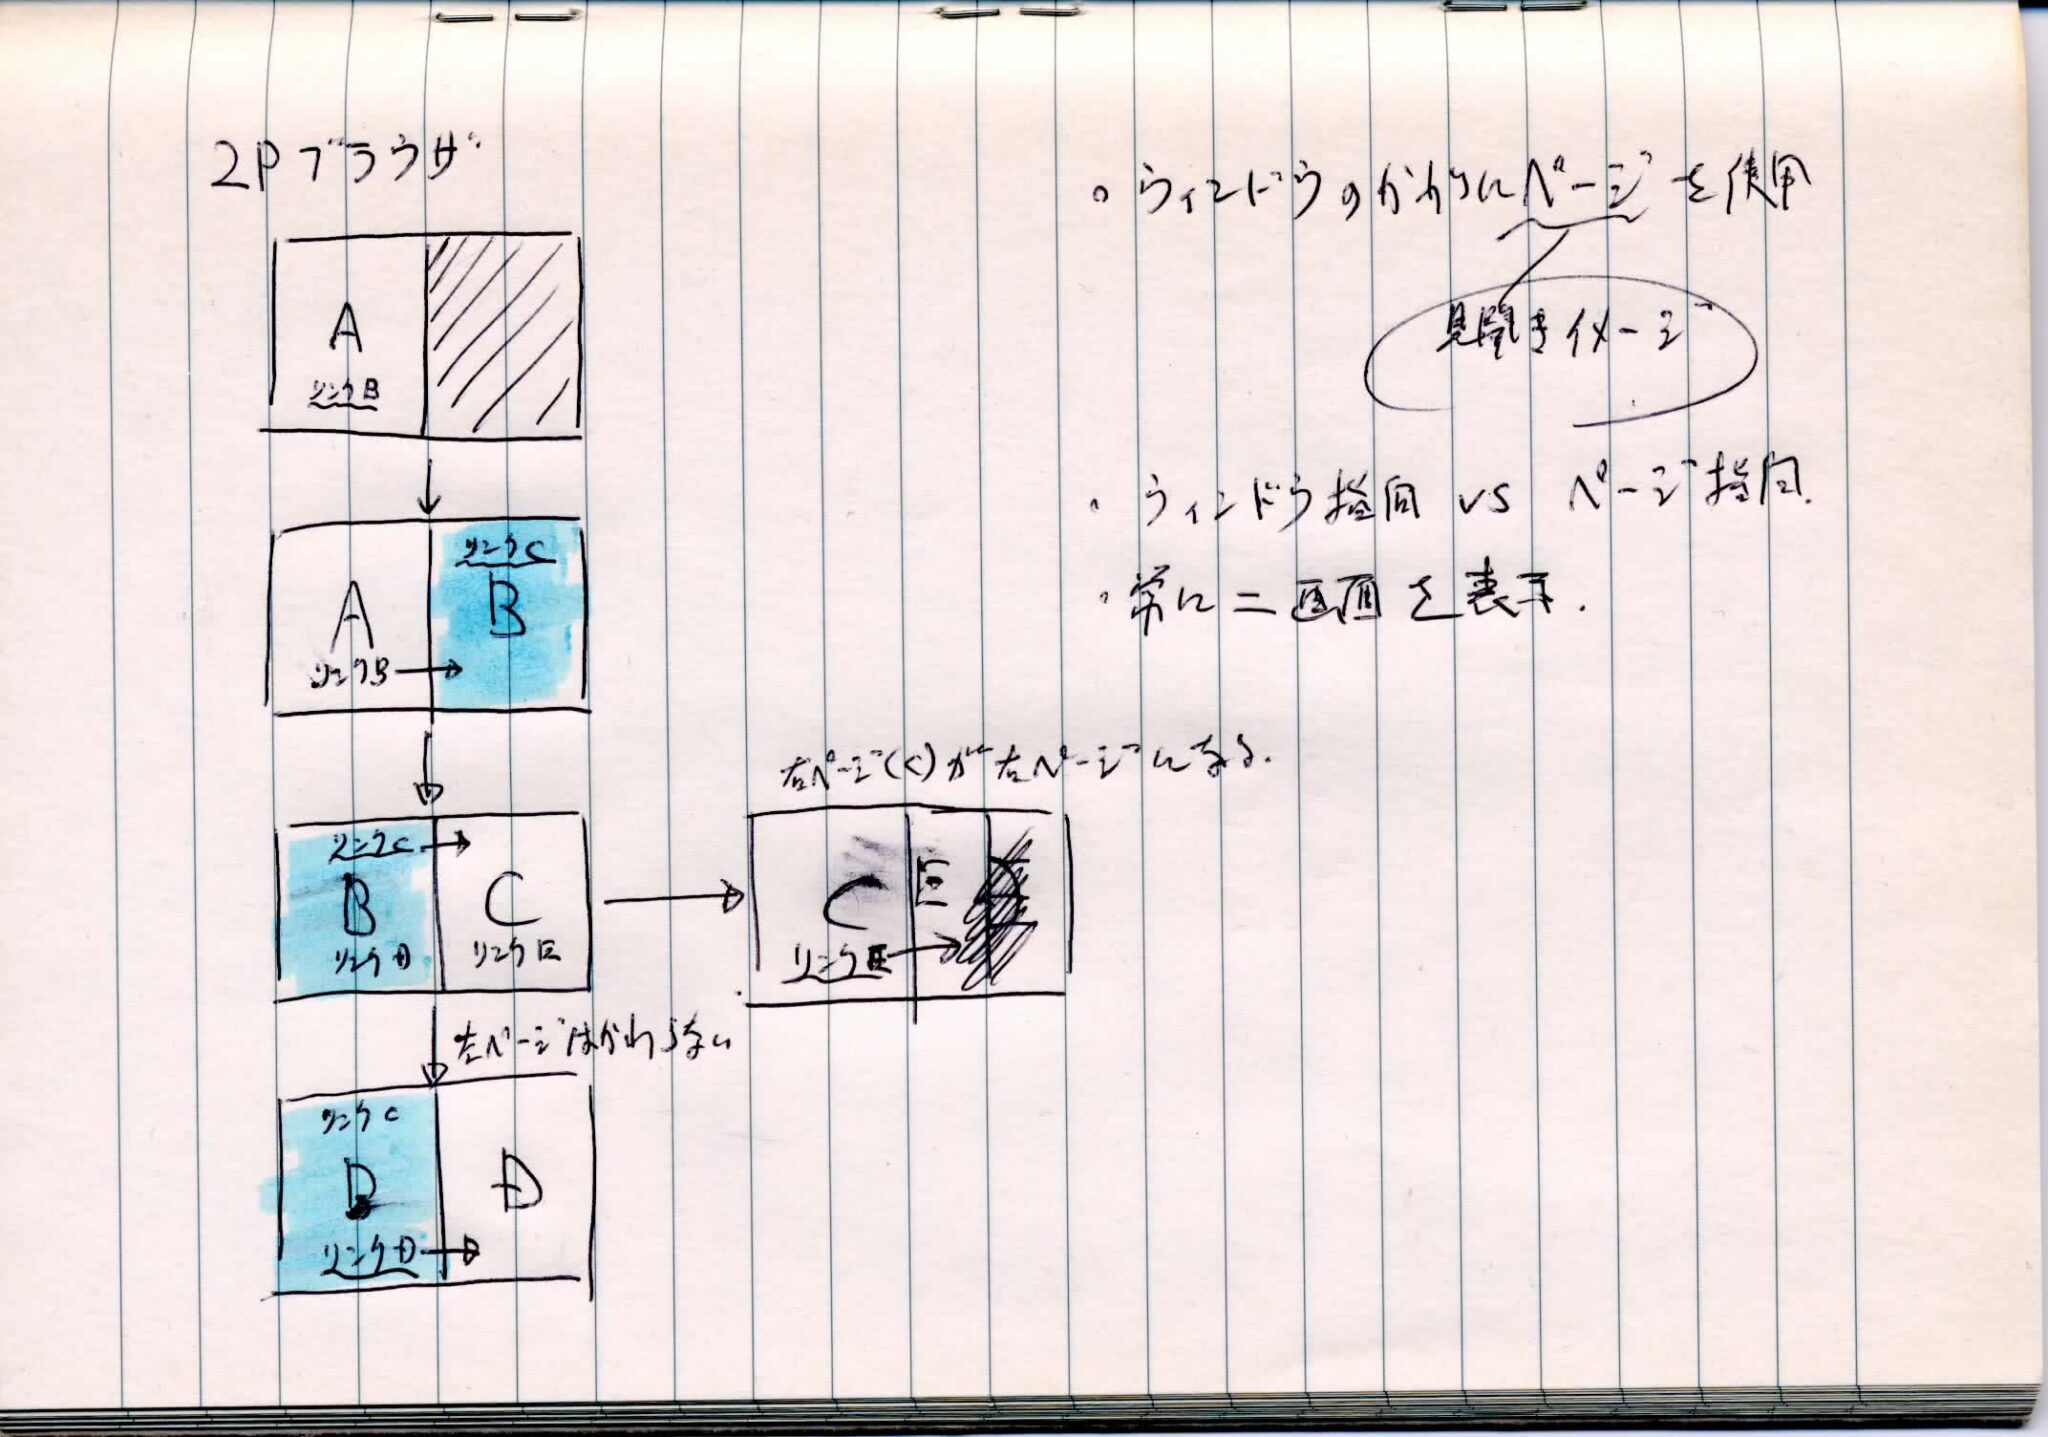 2Pブラウザ
A
リンクB
A
リンクB
リンクC
B
リンクC
B
リンクD
C
リンクE
右ページ(C)が左ページになる.
C
リンクE
E
左ページはかわらない
リンクC
B
リンクD
D
・ウィンドウのかわりにページを使用
見開きイメージ
・ウィンドウ指向 vs ページ指向.
・常に二画面を表示.